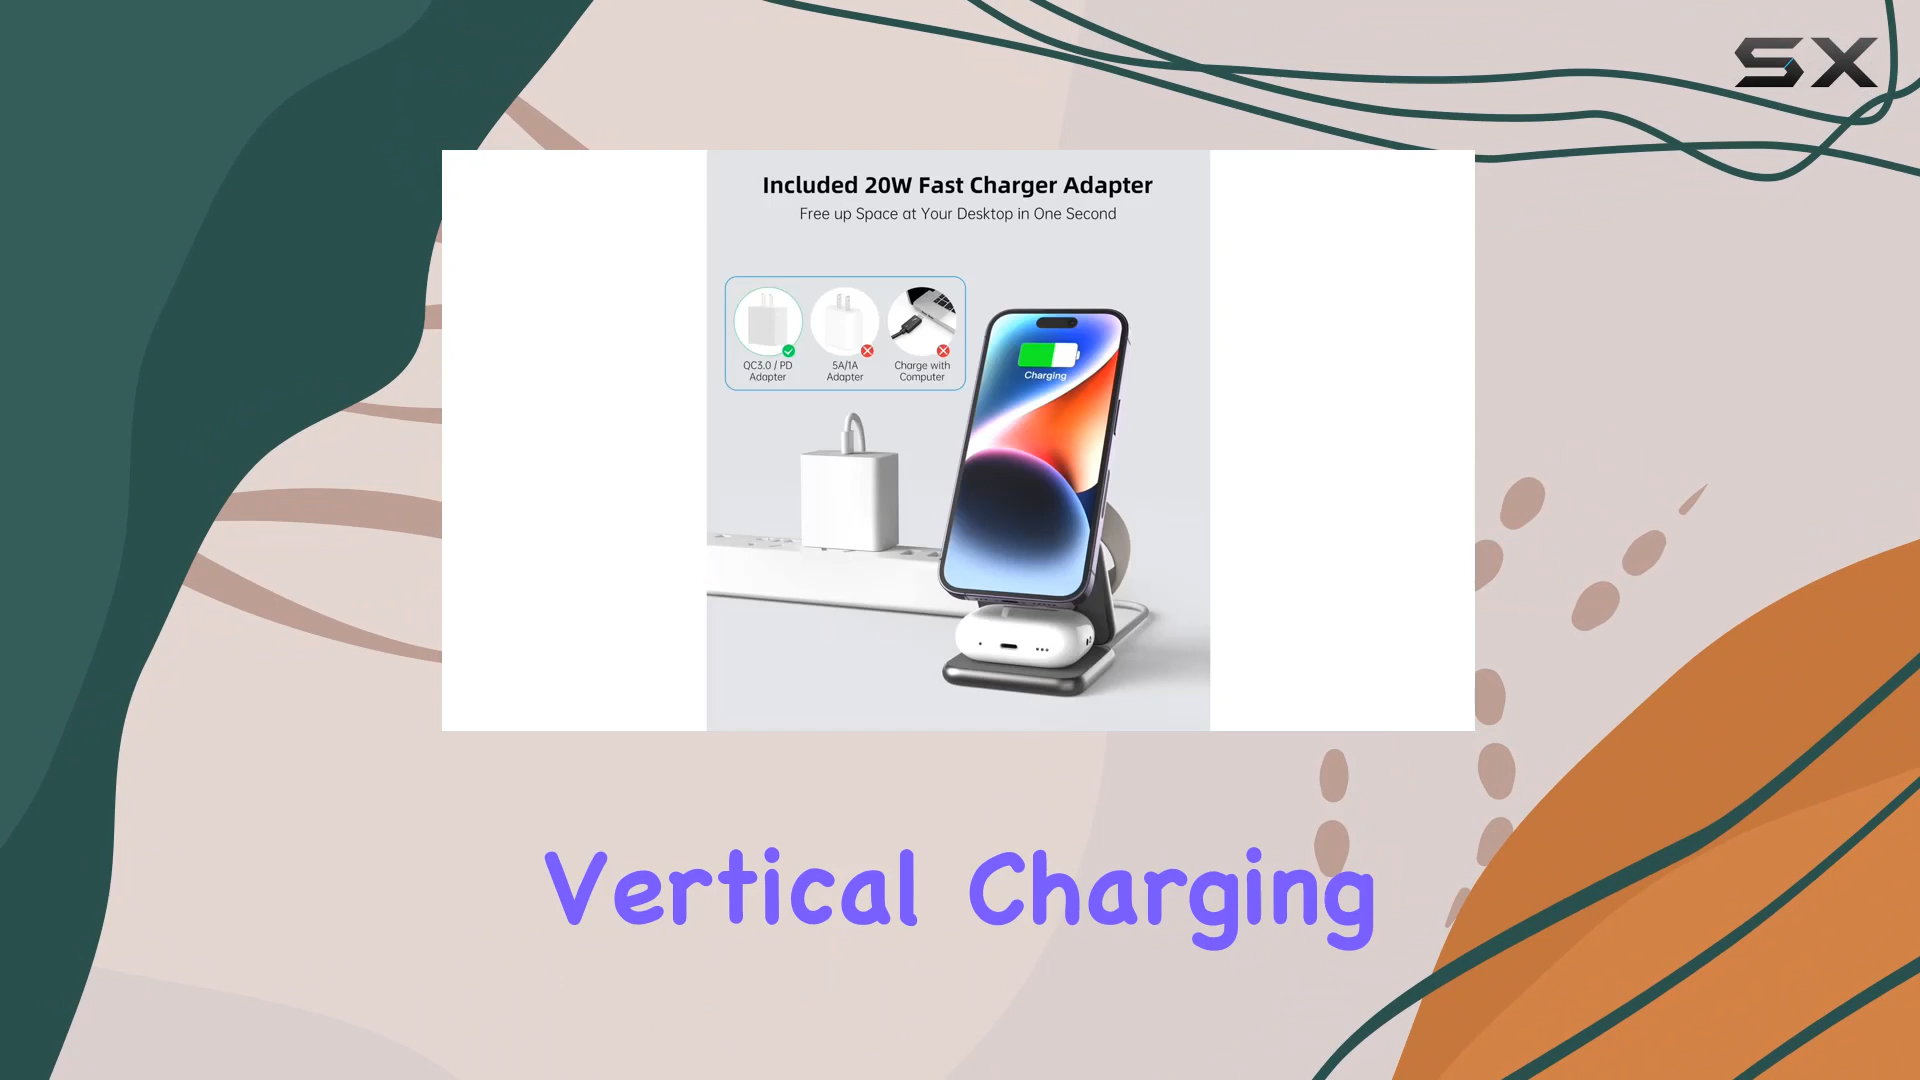 SX
Included 20W Fast Charger Adapter
Free up Space at Your Desktop in One Second
QC3.0 / PD
Adapter
5A/1A
Adapter
Charge with
Computer
Charging
Vertical Charging